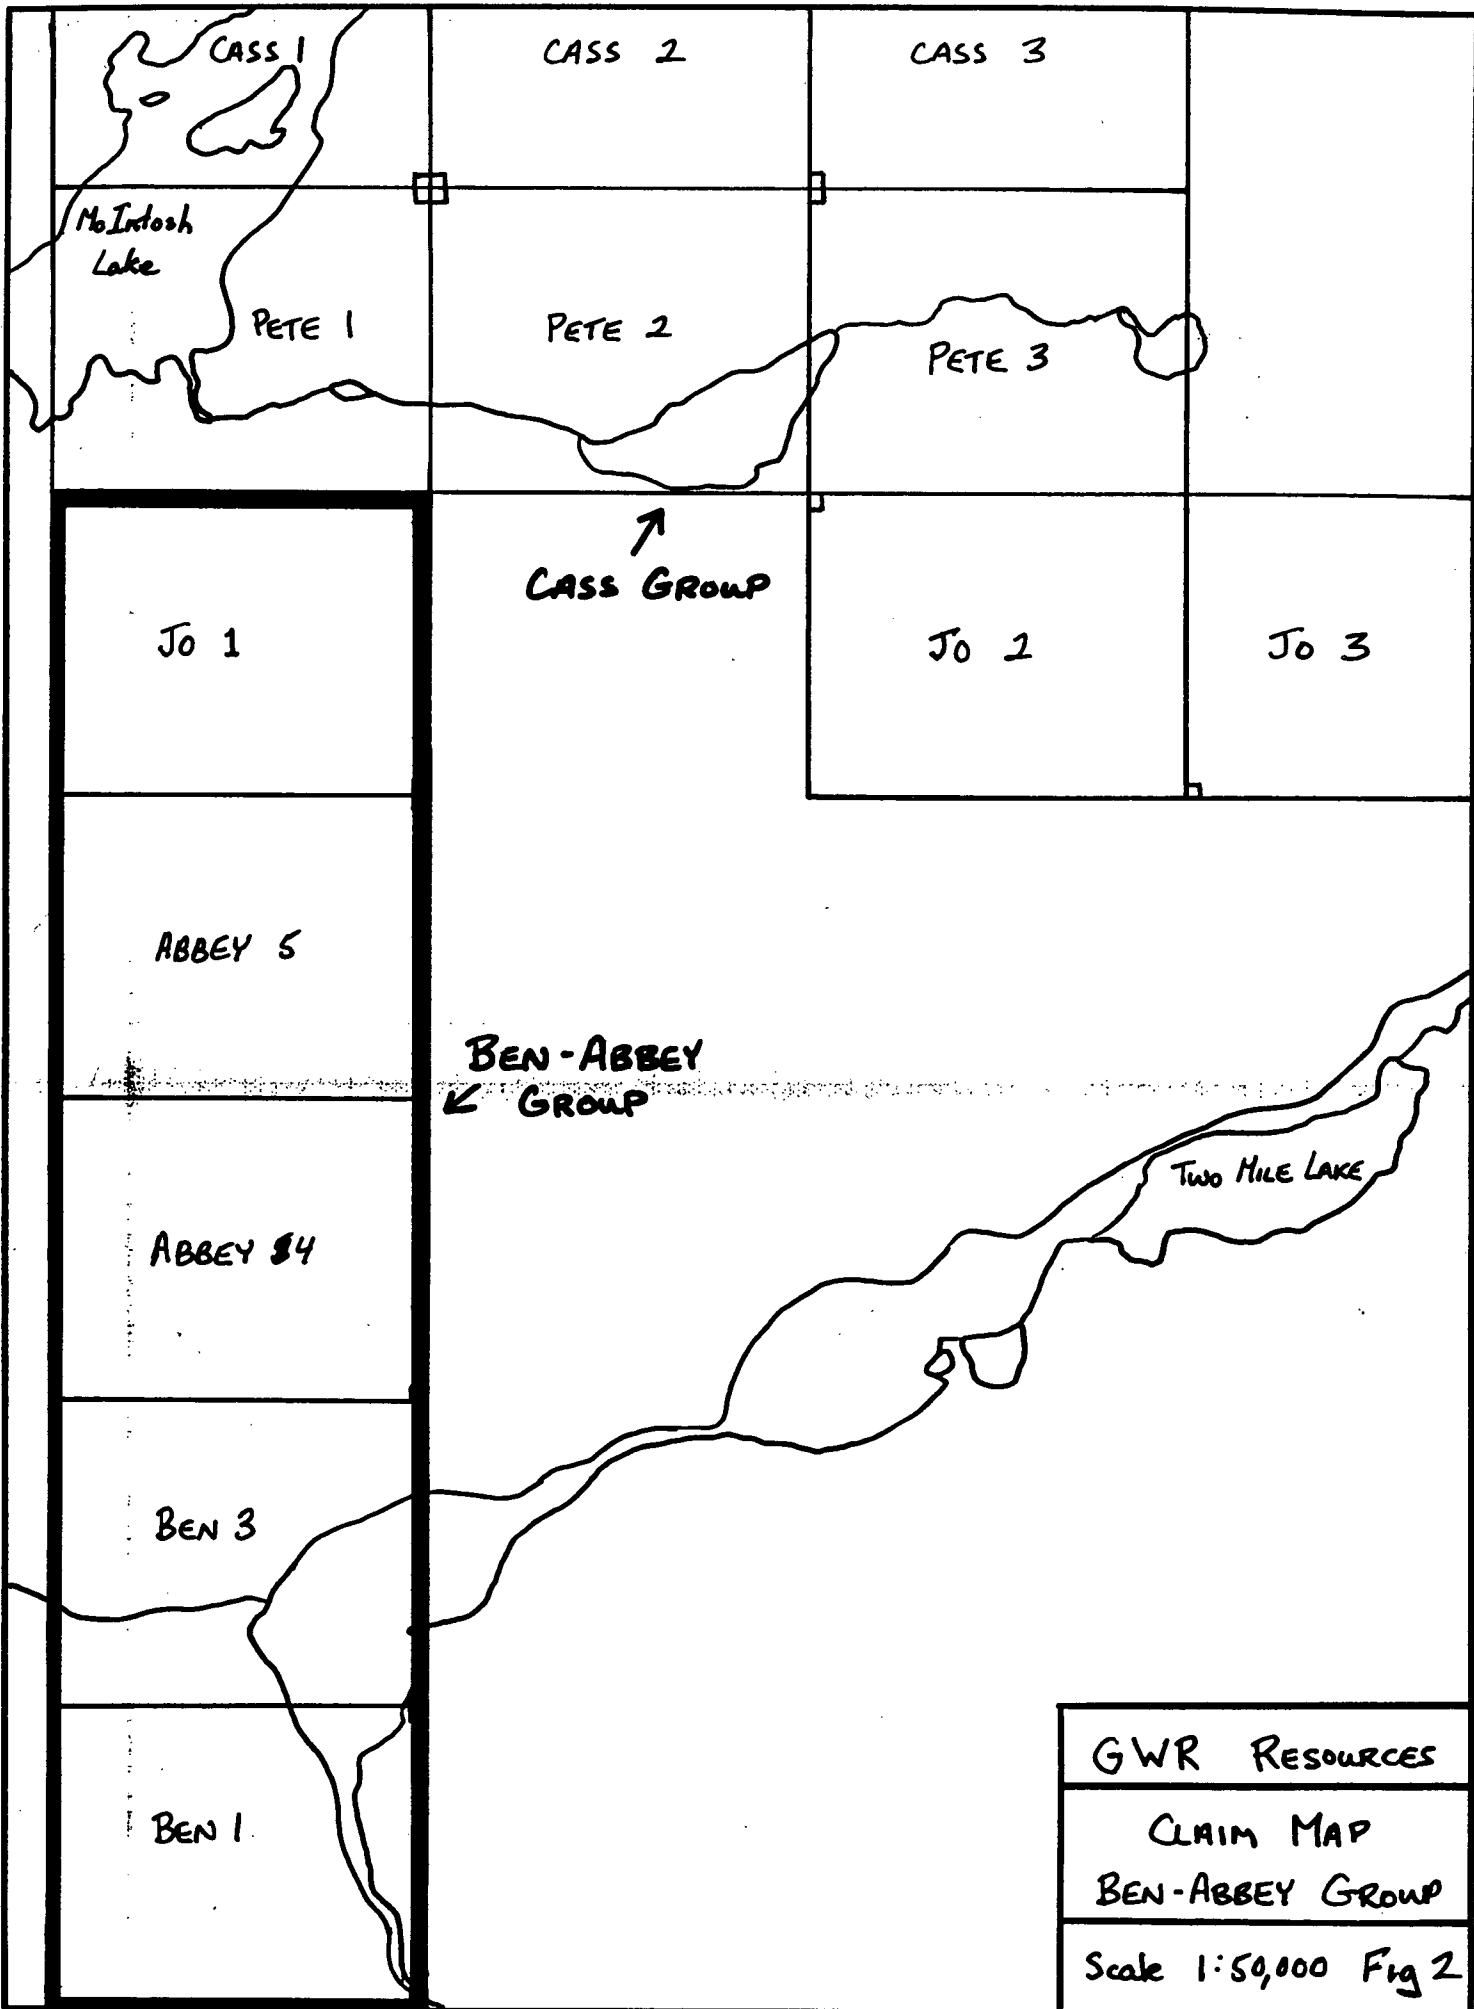 CASS 1
CASS 2
CASS 3
McIntosh
Lake
PETE 1
PETE 2
PETE 3
CASS GROUP
JO 1
JO 2
JO 3
ABBEY 5
BEN-ABBEY
GROUP
TWO MILE LAKE
ABBEY 4
BEN 3
BEN 1
GWR RESOURCES
CLAIM MAP
BEN-ABBEY GROUP
Scale 1:50,000 Fig 2